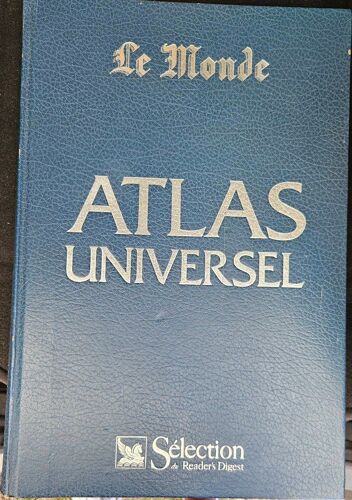 Le Monde
ATLAS
UNIVERSEL
Sélection
du Reader's Digest